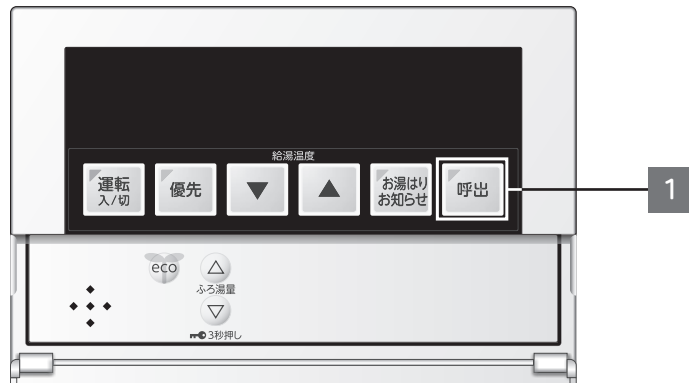 給湯温度
運転
入/切
優先
▼
▲
お湯はり
お知らせ
呼出
1
eco
△
ふろ湯量
▽
3秒押し